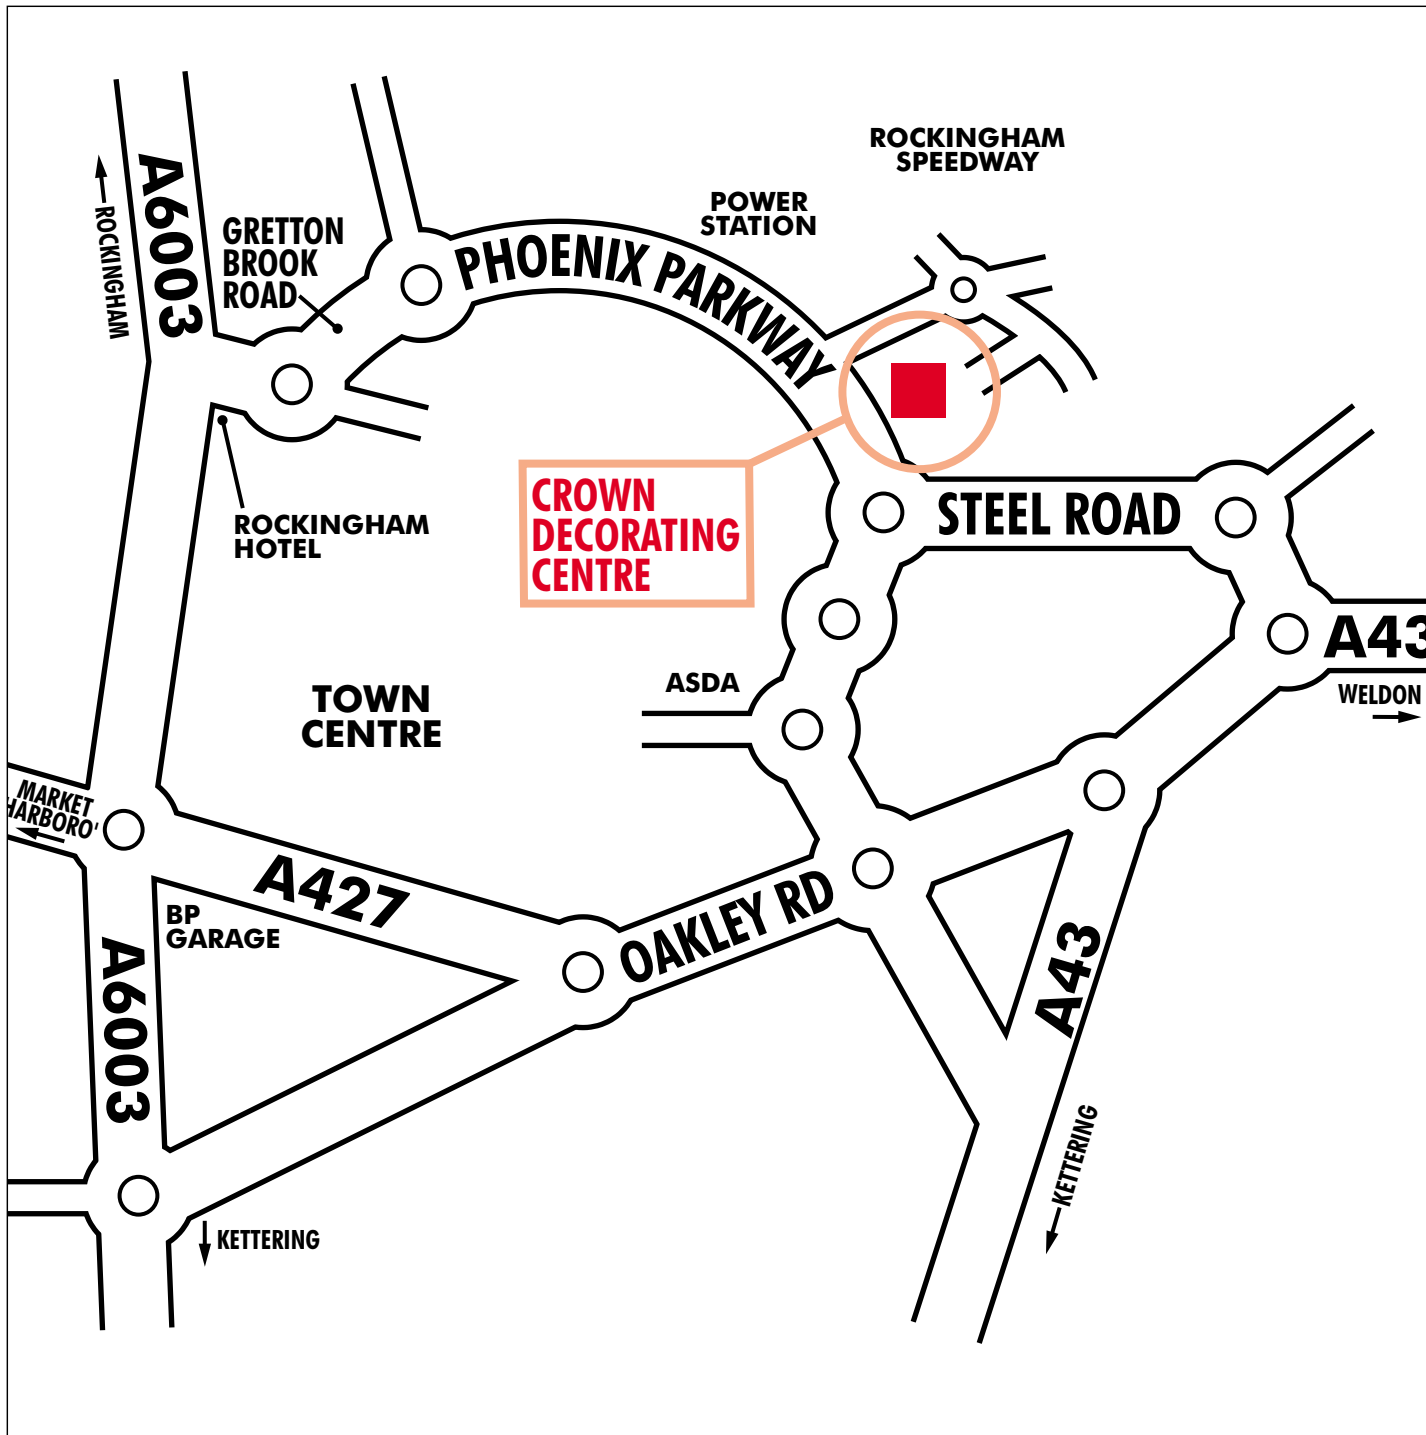 ROCKINGHAM
SPEEDWAY
POWER
STATION
A6003
ROCKINGHAM
GRETTON
BROOK
ROAD
PHOENIX PARKWAY
ROCKINGHAM
HOTEL
CROWN
DECORATING
CENTRE
STEEL ROAD
A43
WELDON
ASDA
TOWN
CENTRE
MARKET
HARBORO'
A427
BP
GARAGE
OAKLEY RD
A6003
A43
KETTERING
KETTERING